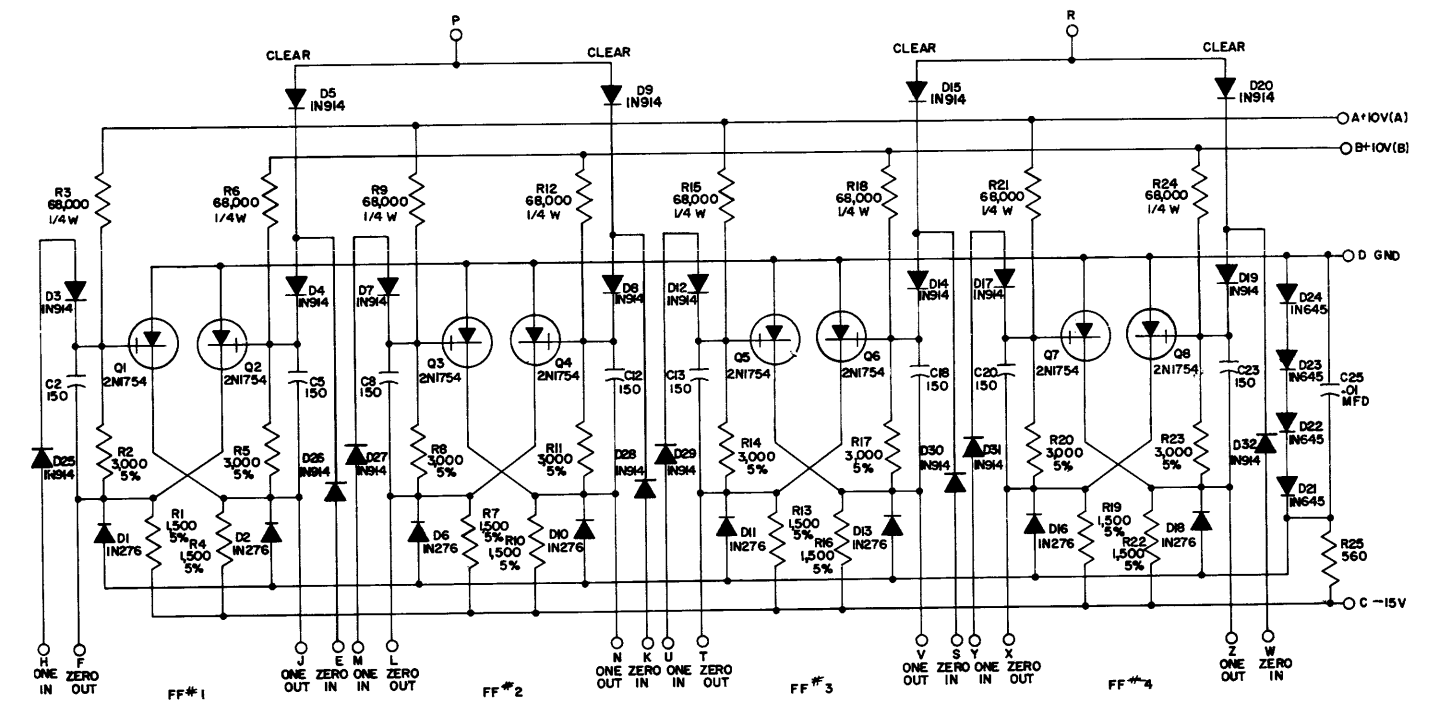 P
R
CLEAR
CLEAR
CLEAR
CLEAR
D5
IN914
D9
IN914
D15
IN914
D20
IN914
A+10V(A)
B+10V(B)
R3
68,000
1/4 W
R6
68,000
1/4 W
R9
68,000
1/4 W
R12
68,000
1/4 W
R15
68,000
1/4 W
R18
68,000
1/4 W
R21
68,000
1/4 W
R24
68,000
1/4 W
D GND
D3
IN914
D4
IN914
D7
IN914
D8
IN914
D12
IN914
D14
IN914
D17
IN914
D19
IN914
D24
IN645
Q1
2N1754
Q2
2N1754
Q3
2N1754
Q4
2N1754
Q5
2N1754
Q6
2N1754
Q7
2N1754
Q8
2N1754
D23
IN645
C2
150
C5
150
C8
150
C12
150
C13
150
C18
150
C20
150
C23
150
C25
.01
MFD
D22
IN645
D25
IN914
R2
3,000
5%
R5
3,000
5%
D26
IN914
D27
IN914
R8
3,000
5%
R11
3,000
5%
D28
IN914
D29
IN914
R14
3,000
5%
R17
3,000
5%
D30
IN914
D31
IN914
R20
3,000
5%
R23
3,000
5%
D32
IN914
D21
IN645
D1
IN276
R1
1,500
5%
R4
1,500
5%
D2
IN276
D6
IN276
R7
1,500
5%
R10
1,500
5%
D10
IN276
D11
IN276
R13
1,500
5%
R16
1,500
5%
D13
IN276
D16
IN276
R19
1,500
5%
R22
1,500
5%
D18
IN276
R25
560
C -15V
H
ONE
IN
F
ZERO
OUT
J
ONE
OUT
E
ZERO
IN
M
ONE
IN
L
ZERO
OUT
N
ONE
OUT
K
ZERO
IN
U
ONE
IN
T
ZERO
OUT
V
ONE
OUT
S
ZERO
IN
Y
ONE
IN
X
ZERO
OUT
Z
ONE
OUT
W
ZERO
IN
FF#1
FF#2
FF#3
FF#4